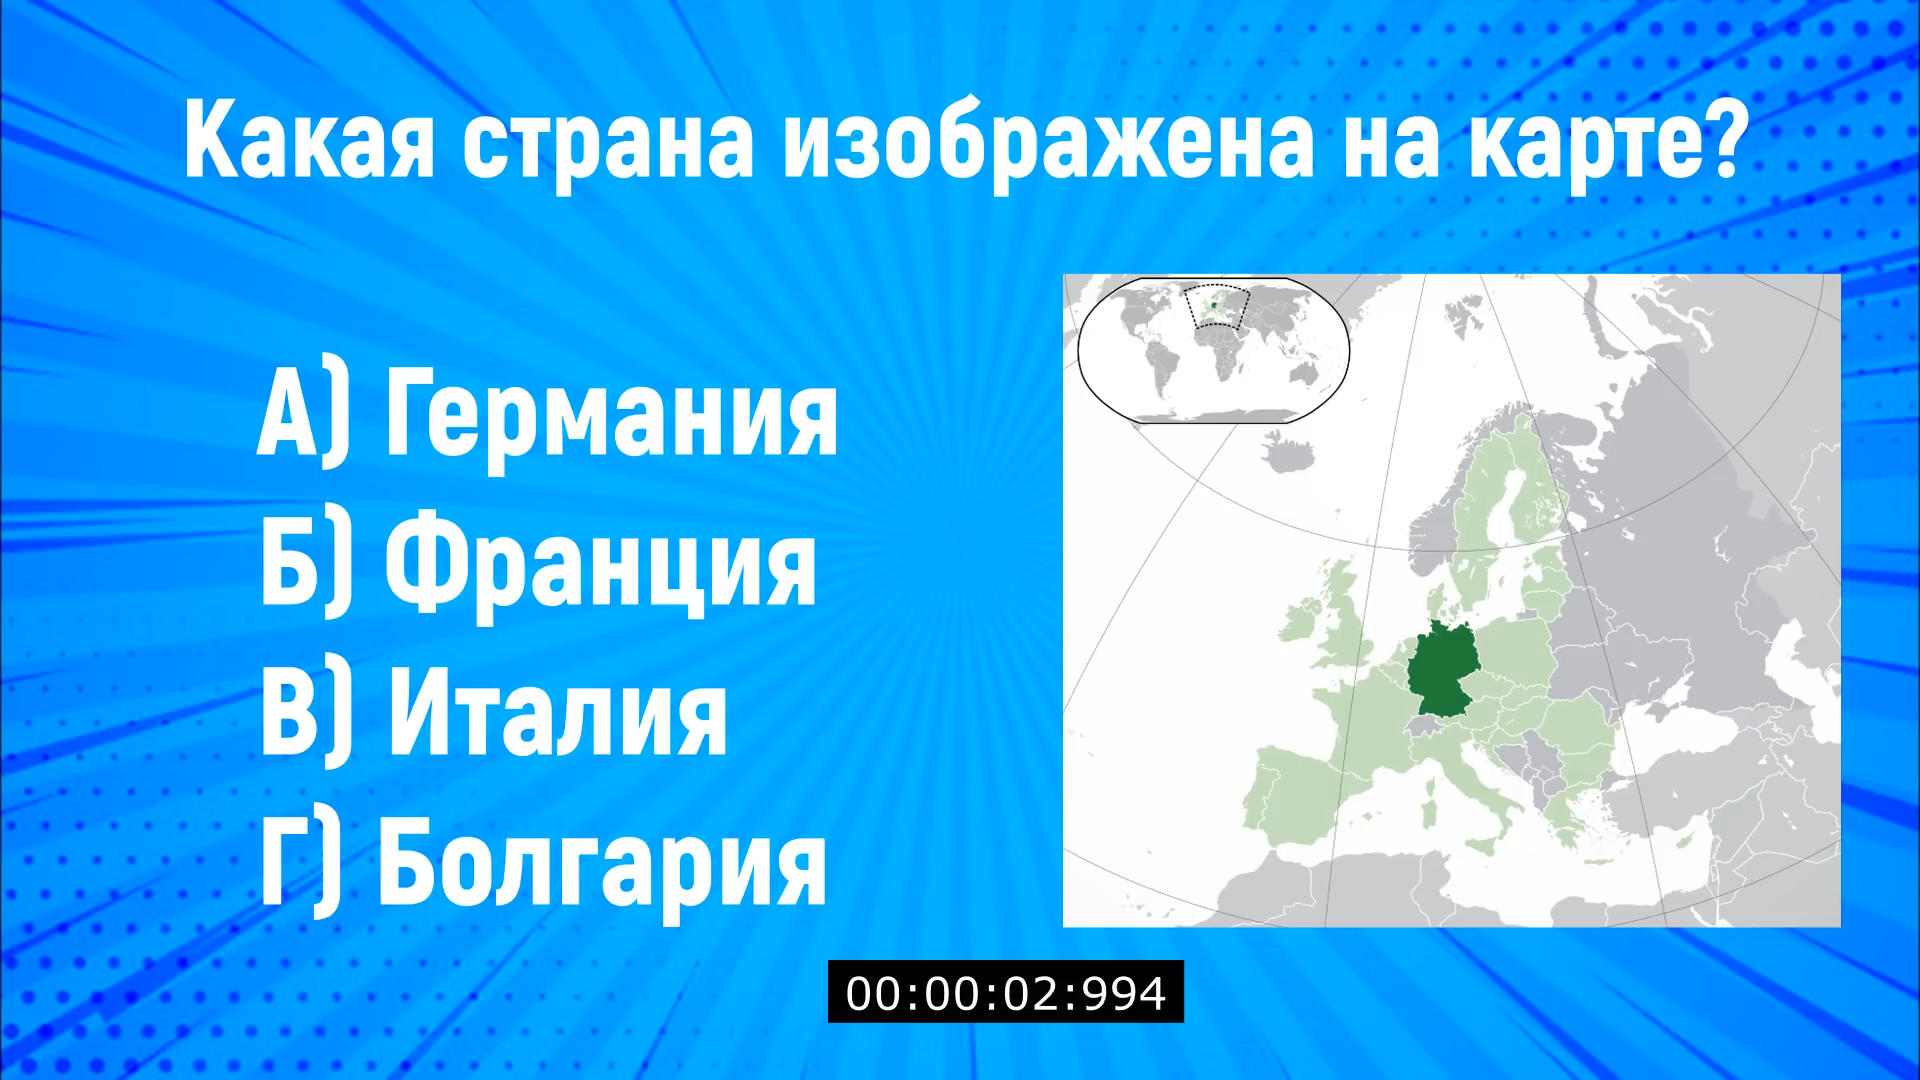 Какая страна изображена на карте?
А) Германия
Б) Франция
В) Италия
Г) Болгария
00:00:02:994